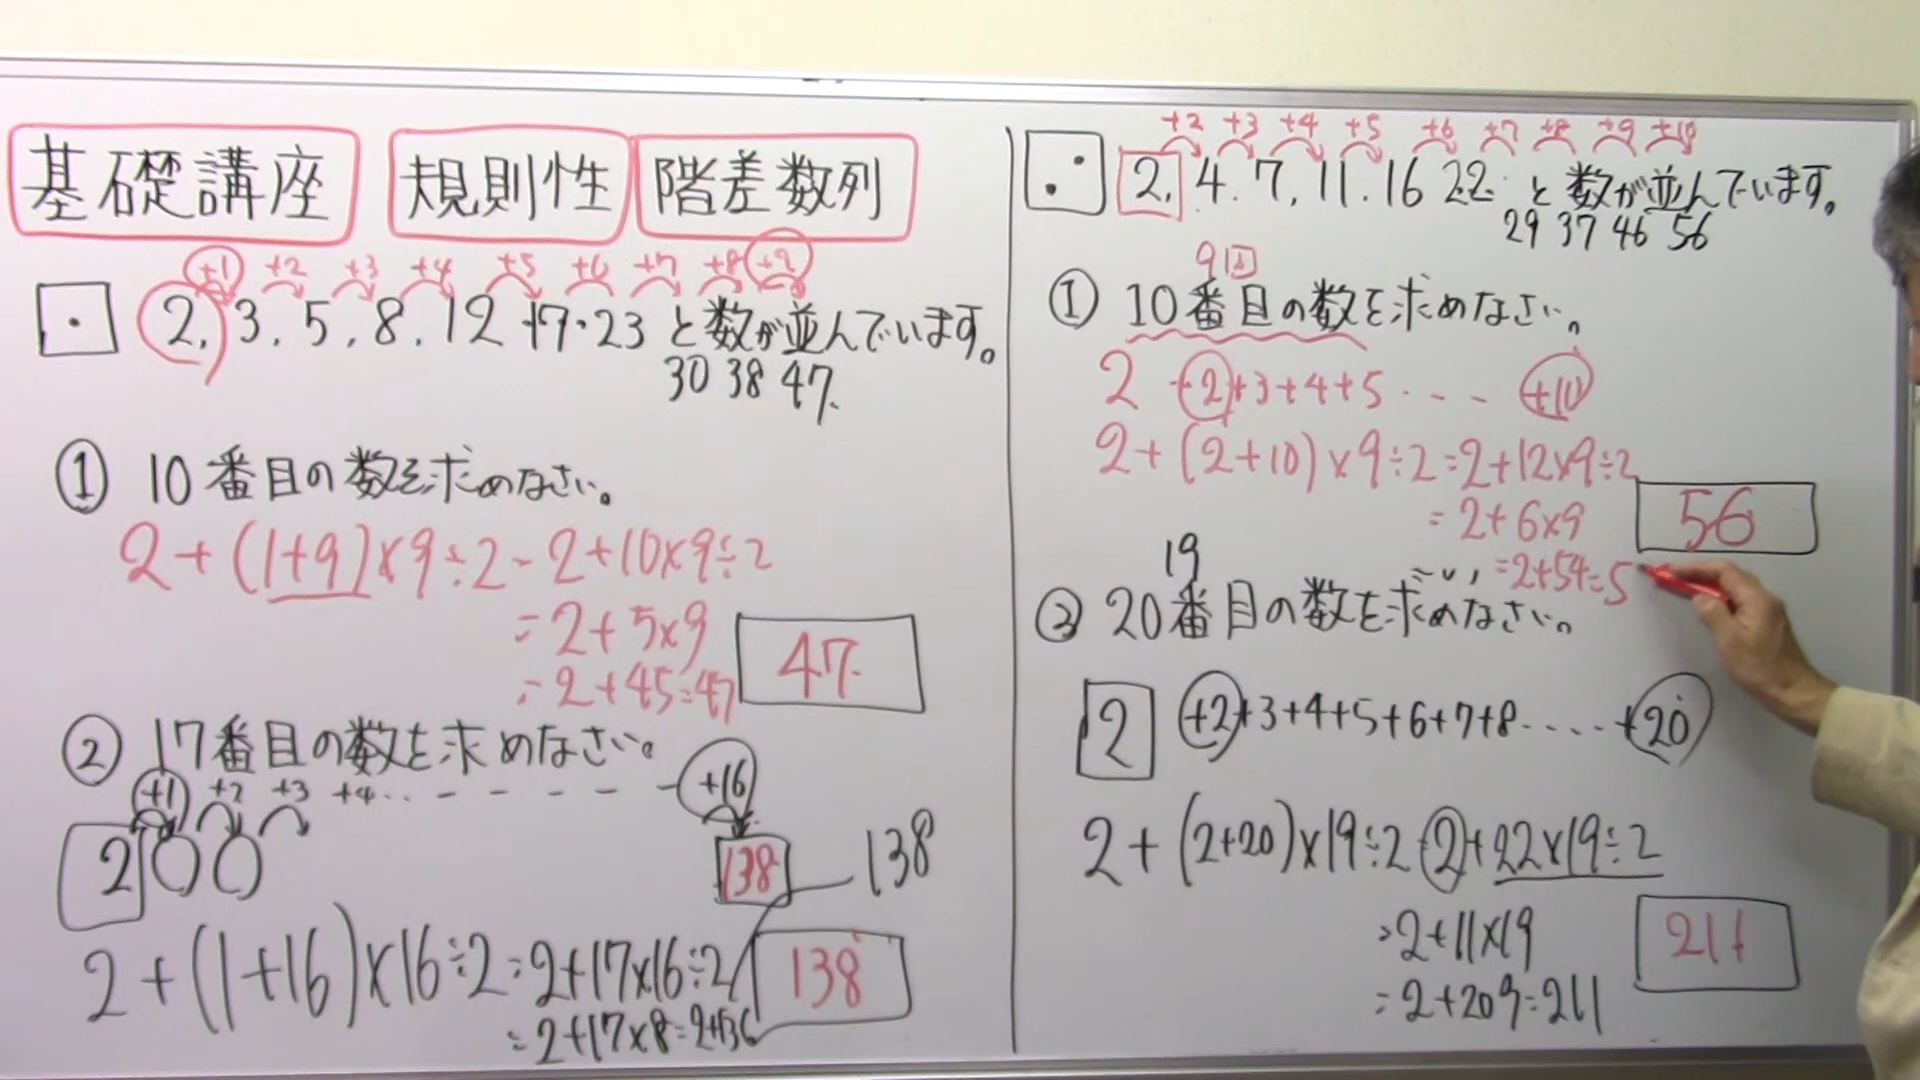 基礎講座 規則性 階差数列
+1 +2 +3 +4 +5 +6 +7 +8 +9
2, 3, 5, 8, 12 17・23 と数が並んでいます。
30 38 47
① 10番目の数を求めなさい。
2+(1+9)×9÷2=2+10×9÷2
=2+5×9
=2+45=47
47
② 17番目の数を求めなさい。
+1 +2 +3 +4 ‥ - - - - - +16
2 138 138
2+(1+16)×16÷2=2+17×16÷2
=2+17×8=2+136
138
+2 +3 +4 +5 +6 +7 +8 +9 +10
2, 4. 7, 11. 16 22 と数が並んでいます。
29 37 46 56
9回
① 10番目の数を求めなさい。
2 +2+3+4+5 ‥ - - +10
2+(2+10)×9÷2=2+12×9÷2
=2+6×9
=2+54=5
56
19
② 20番目の数を求めなさい。
2 +2+3+4+5+6+7+8‥‥+20
2+(2+20)×19÷2=2+22×19÷2
=2+11×19
=2+209=211
211